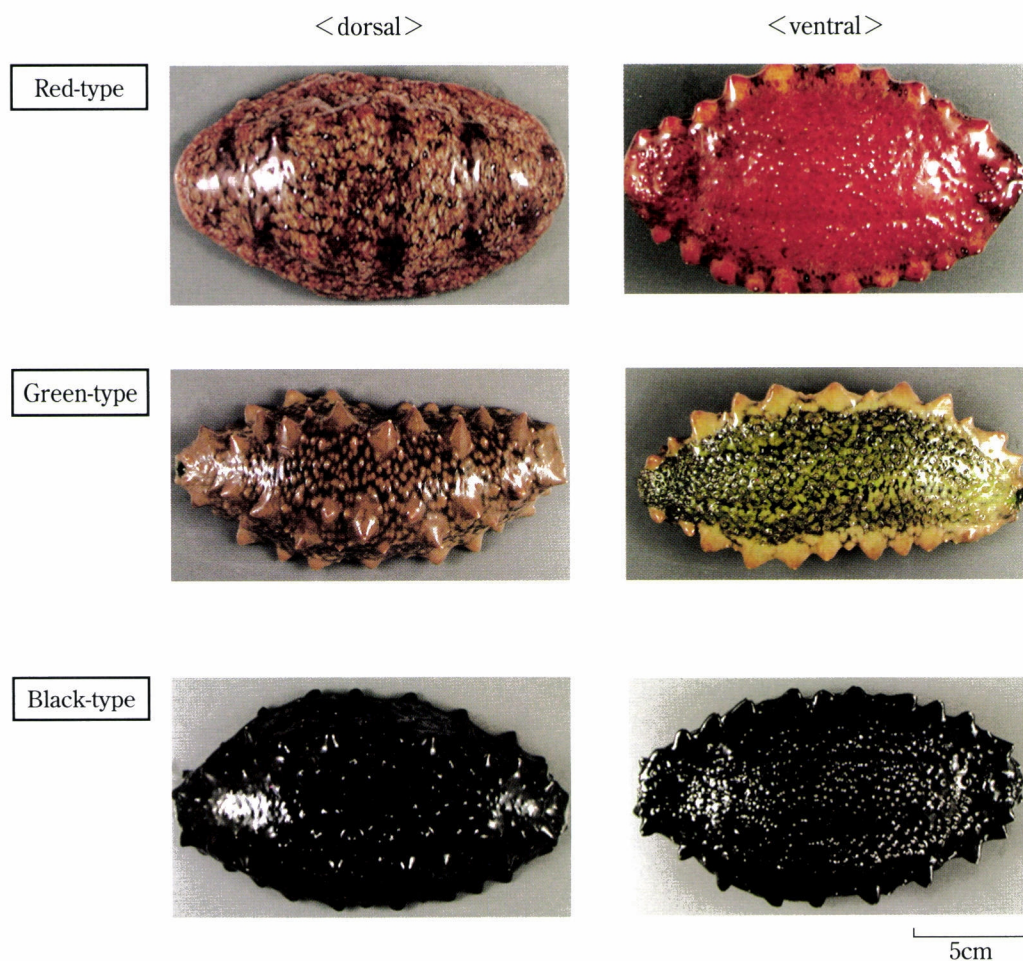 <dorsal>
<ventral>
Red-type
Green-type
Black-type
5cm